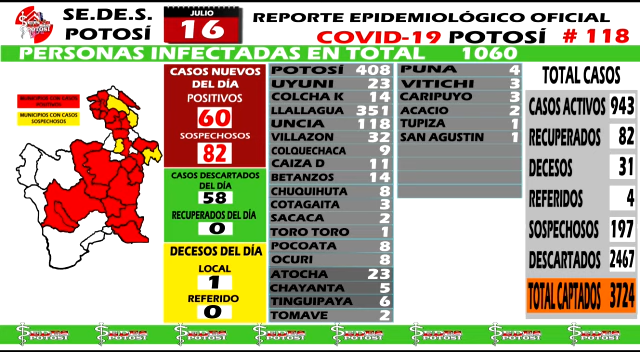 SE.DE.S.
POTOSÍ
JULIO
16
REPORTE EPIDEMIOLÓGICO OFICIAL
COVID-19 POTOSÍ # 118
PERSONAS INFECTADAS EN TOTAL 1060
MUNICIPIOS CON CASOS POSITIVOS
MUNICIPIOS CON CASOS SOSPECHOSOS
CASOS NUEVOS
DEL DÍA
POSITIVOS
60
SOSPECHOSOS
82
CASOS DESCARTADOS
DEL DÍA
58
RECUPERADOS DEL DÍA
0
DECESOS DEL DÍA
LOCAL
1
REFERIDO
0
POTOSÍ 408
UYUNI 23
COLCHA K 14
LLALLAGUA 351
UNCIA 118
VILLAZON 32
COLQUECHACA 9
CAIZA D 11
BETANZOS 14
CHUQUIHUTA 8
COTAGAITA 3
SACACA 2
TORO TORO 1
POCOATA 8
OCURI 8
ATOCHA 23
CHAYANTA 5
TINGUIPAYA 6
TOMAVE 2
PUNA 4
VITICHI 3
CARIPUYO 3
ACACIO 2
TUPIZA 1
SAN AGUSTIN 1
TOTAL CASOS
CASOS ACTIVOS 943
RECUPERADOS 82
DECESOS 31
REFERIDOS 4
SOSPECHOSOS 197
DESCARTADOS 2467
TOTAL CAPTADOS 3724